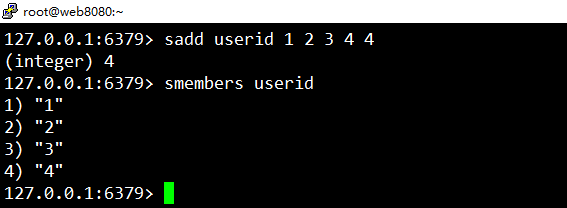 root@web8080:~
127.0.0.1:6379> sadd userid 1 2 3 4 4
(integer) 4
127.0.0.1:6379> smembers userid
1) "1"
2) "2"
3) "3"
4) "4"
127.0.0.1:6379>